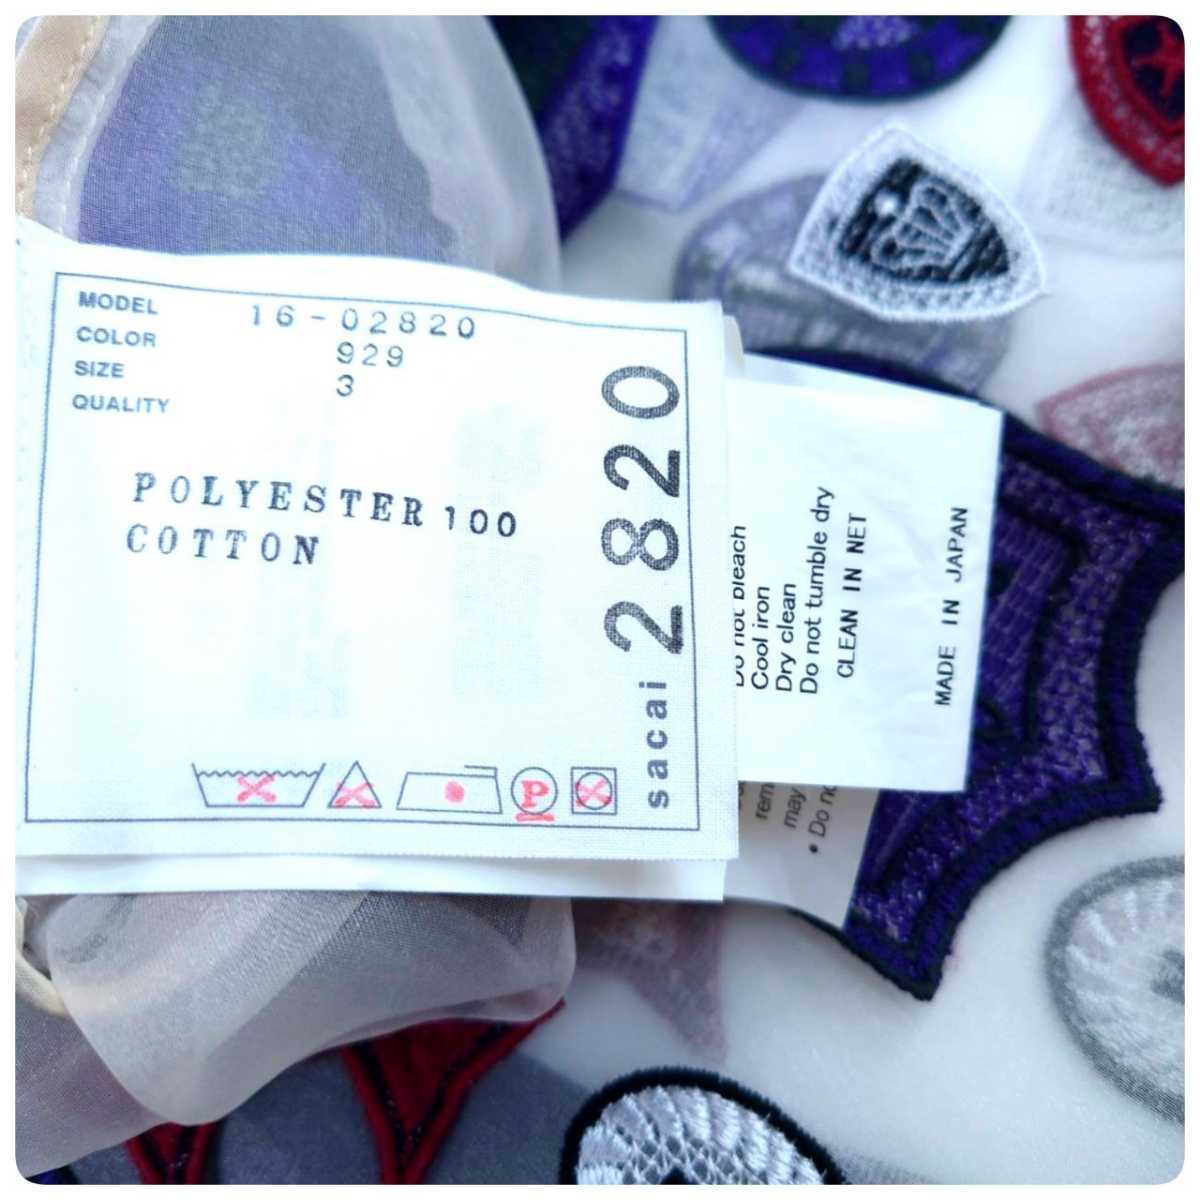 MODEL 16-02820
COLOR 929
SIZE 3
QUALITY
POLYESTER 100
COTTON
P
sacai 2820
Do not bleach
Cool iron
Dry clean
Do not tumble dry
CLEAN IN NET
MADE IN JAPAN
rem
may
• Do no